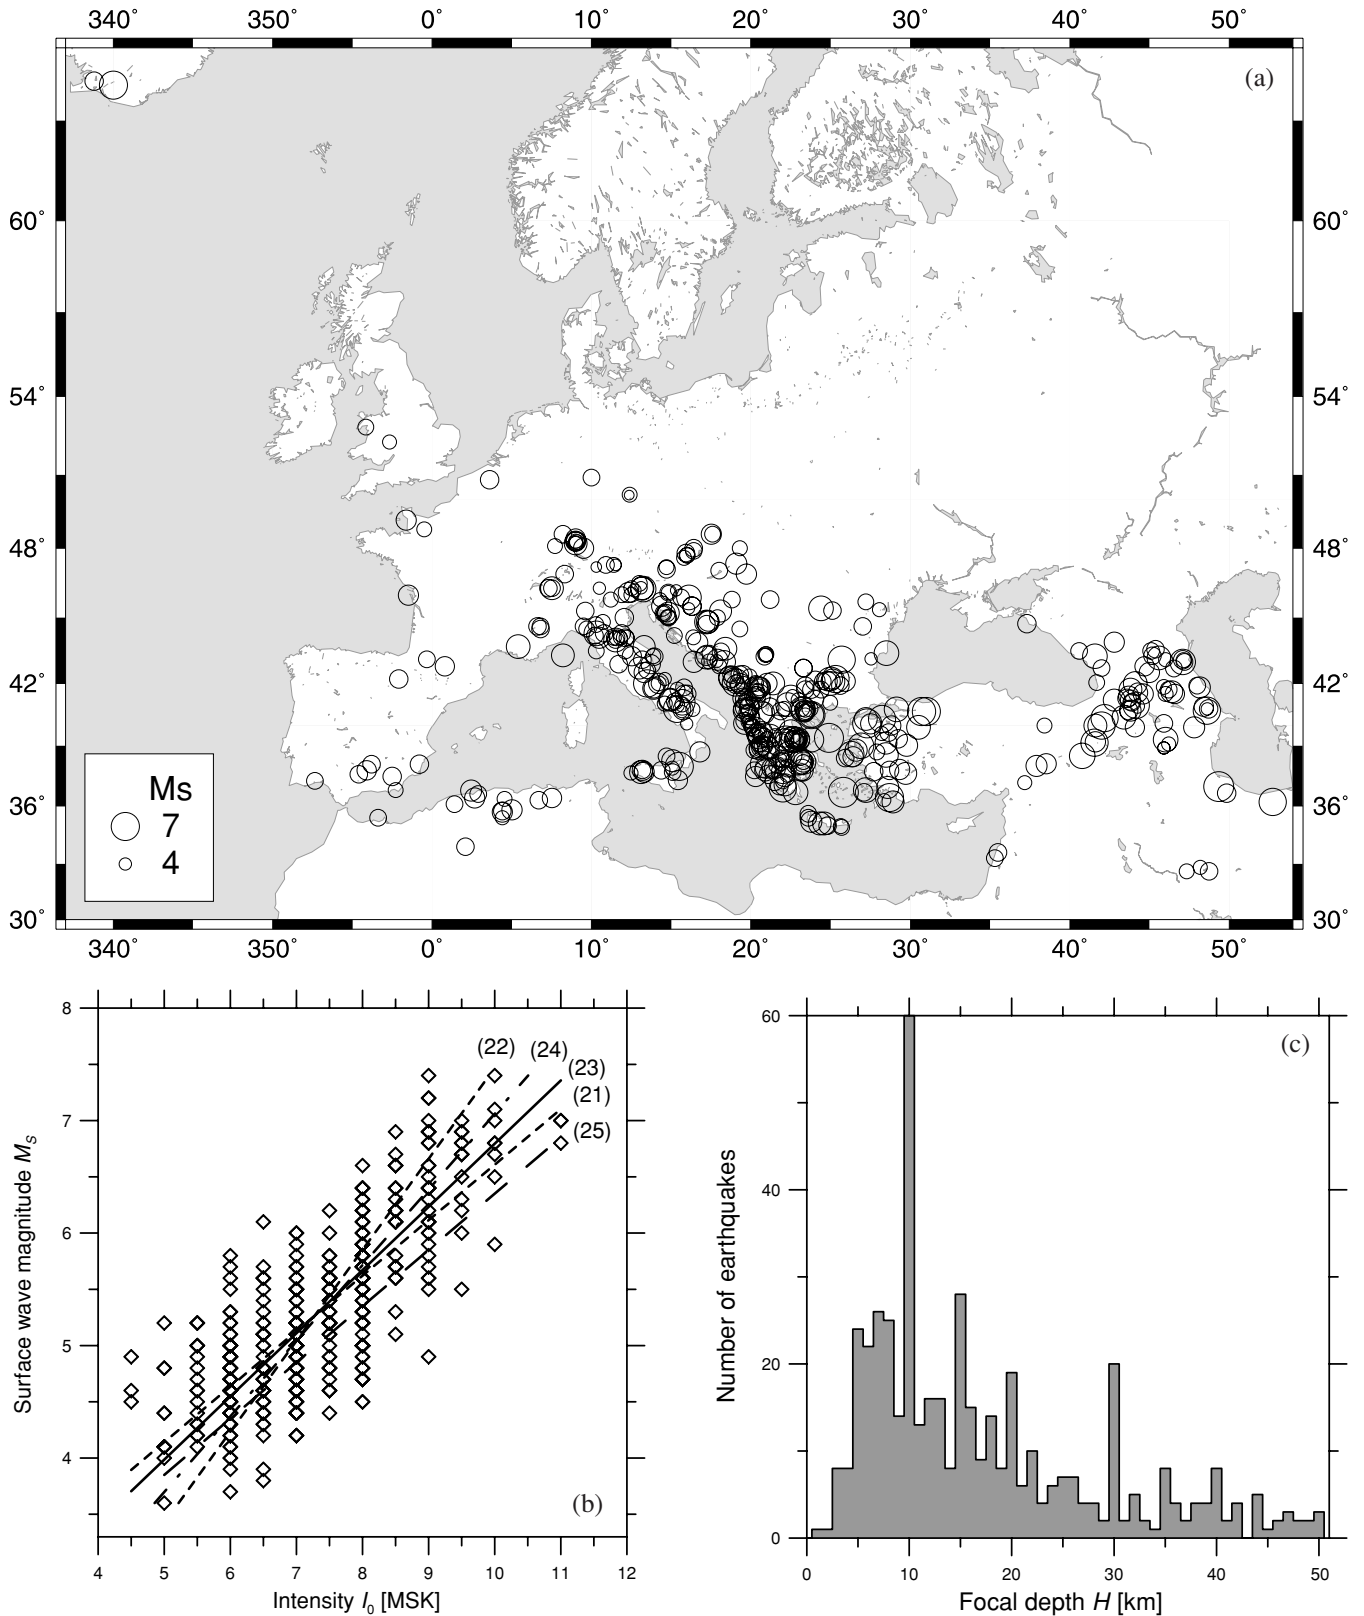 340° 350° 0° 10° 20° 30° 40° 50°
(a)
60° 60°
54° 54°
48° 48°
42° 42°
36° 36°
30° 30°
Ms
7
4
340° 350° 0° 10° 20° 30° 40° 50°
8
7
6
5
4
Surface wave magnitude Ms
(22) (24)
(23)
(21)
(25)
(b)
4 5 6 7 8 9 10 11 12
Intensity I0 [MSK]
60
40
20
0
Number of earthquakes
(c)
0 10 20 30 40 50
Focal depth H [km]